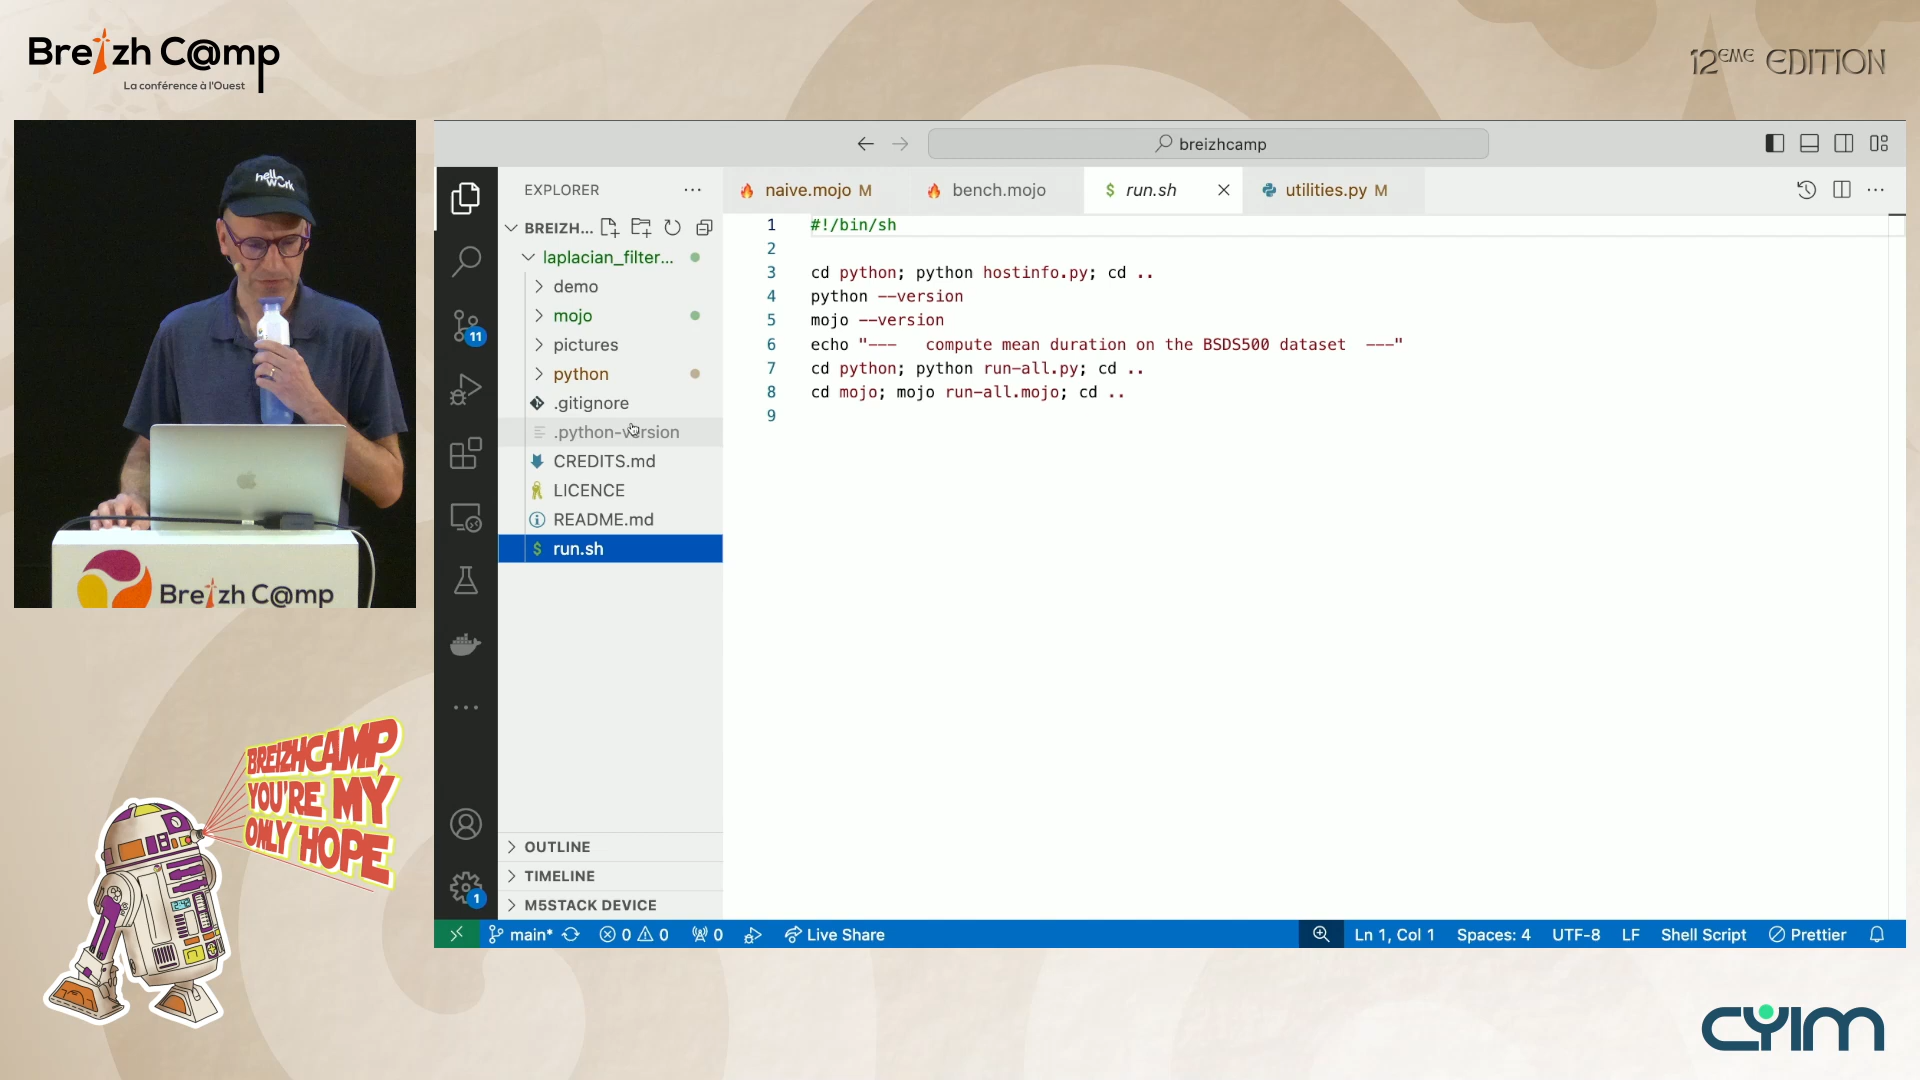 Breizh C@mp
La conférence à l'Ouest
12ÈME EDITION
hellowork
Breizh C@mp
BREIZHCAMP,
YOU'RE MY
ONLY HOPE
breizhcamp
EXPLORER
BREIZH...
laplacian_filter...
demo
mojo
pictures
python
.gitignore
.python-version
CREDITS.md
LICENCE
README.md
run.sh
OUTLINE
TIMELINE
M5STACK DEVICE
11
1
naive.mojo M
bench.mojo
run.sh
utilities.py M
1 #!/bin/sh
2
3 cd python; python hostinfo.py; cd ..
4 python --version
5 mojo --version
6 echo "---   compute mean duration on the BSDS500 dataset  ---"
7 cd python; python run-all.py; cd ..
8 cd mojo; mojo run-all.mojo; cd ..
9
main* 0 0 0 Live Share Ln 1, Col 1 Spaces: 4 UTF-8 LF Shell Script Prettier
CYIM